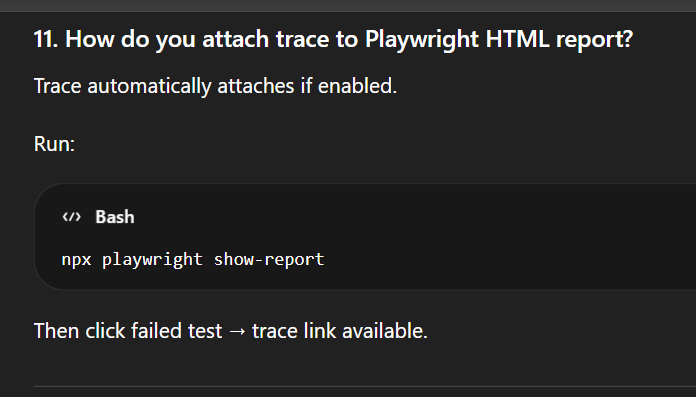 11. How do you attach trace to Playwright HTML report?
Trace automatically attaches if enabled.
Run:
</> Bash
npx playwright show-report
Then click failed test → trace link available.